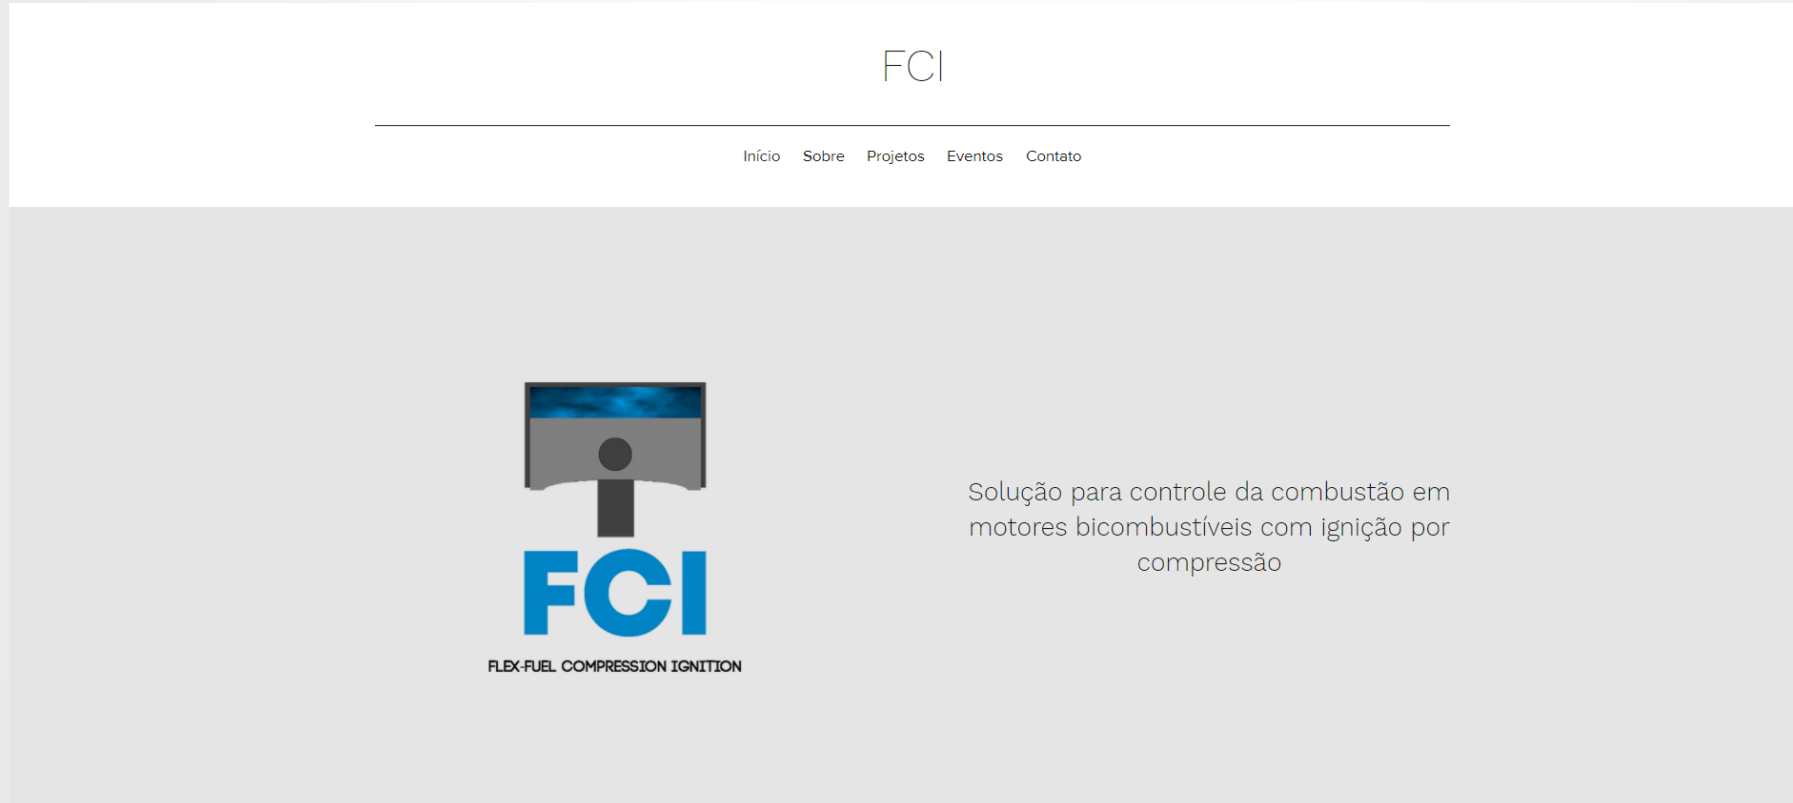 FCI
Início Sobre Projetos Eventos Contato
FCI
FLEX-FUEL COMPRESSION IGNITION
Solução para controle da combustão em
motores bicombustíveis com ignição por
compressão